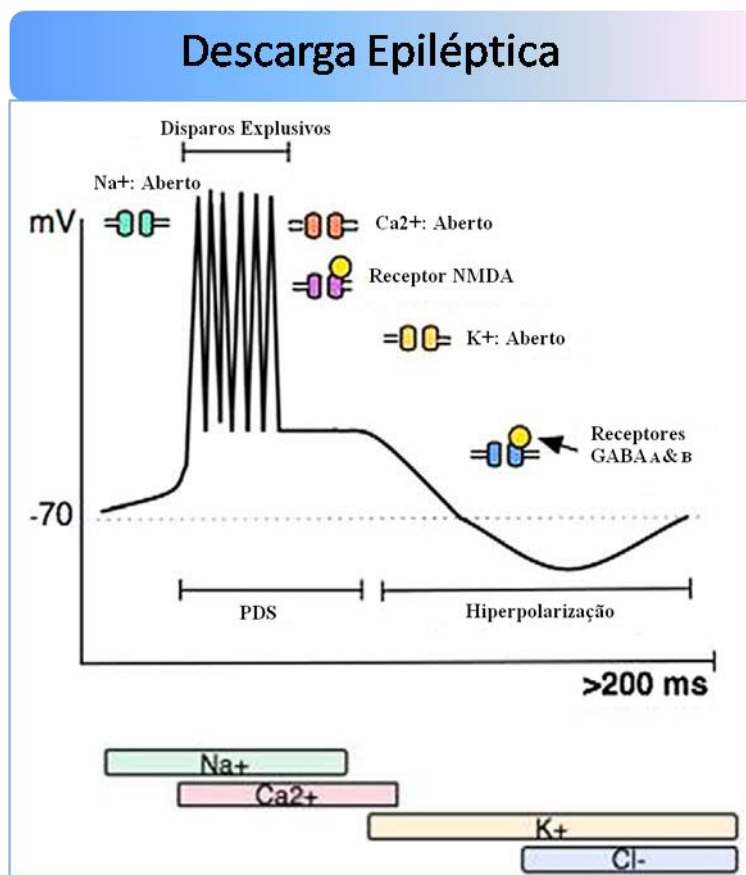 Descarga Epiléptica
Disparos Explusivos
Na+: Aberto
mV
Ca2+: Aberto
Receptor NMDA
K+: Aberto
Receptores
GABA A & B
-70
PDS
Hiperpolarização
>200 ms
Na+
Ca2+
K+
Cl-